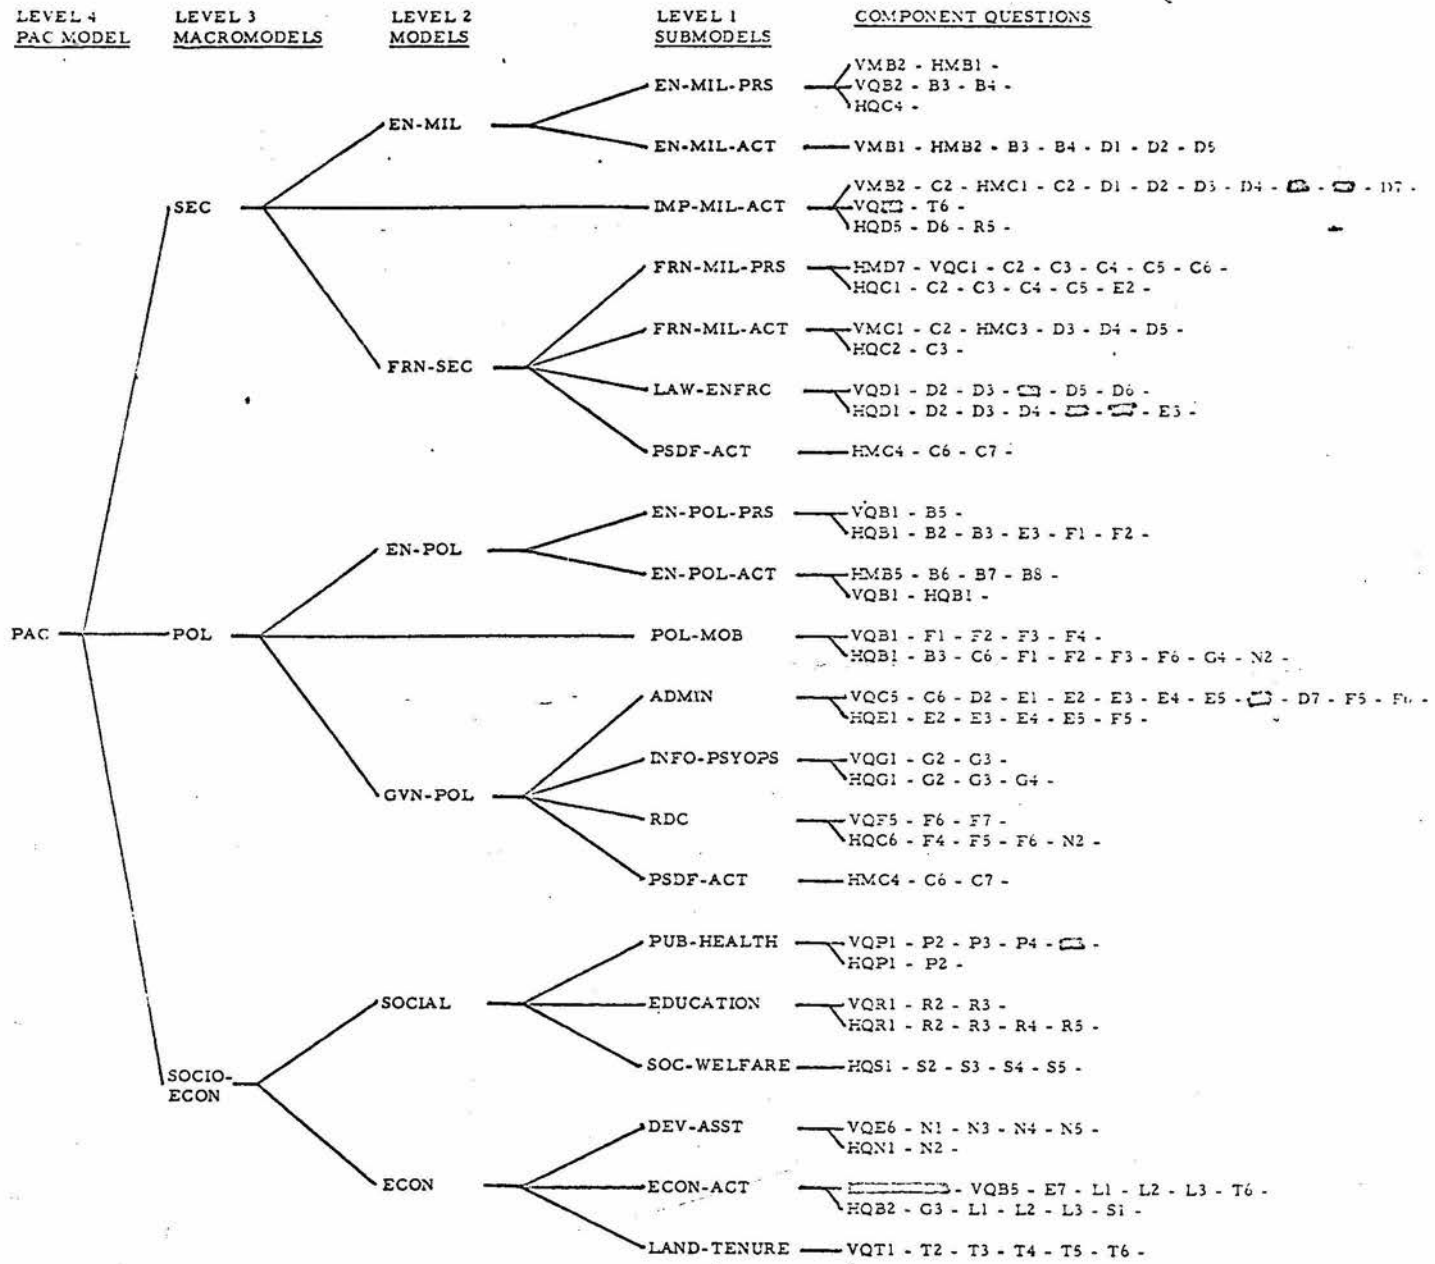 LEVEL 4 LEVEL 3 LEVEL 2 LEVEL 1 COMPONENT QUESTIONS
PAC MODEL MACROMODELS MODELS SUBMODELS
VMB2 - HMB1 -
EN-MIL-PRS VQB2 - B3 - B4 -
HQC4 -
EN-MIL
EN-MIL-ACT VMB1 - HMB2 - B3 - B4 - D1 - D2 - D5
VMB2 - C2 - HMC1 - C2 - D1 - D2 - D3 - D4 - - - D7 -
SEC IMP-MIL-ACT - T6 -
HQD5 - D6 - R5 -
FRN-MIL-PRS HMD7 - VQC1 - C2 - C3 - C4 - C5 - C6 -
HQC1 - C2 - C3 - C4 - C5 - E2 -
FRN-MIL-ACT VMC1 - C2 - HMC3 - D3 - D4 - D5 -
HQC2 - C3 -
FRN-SEC
LAW-ENFRC VQD1 - D2 - D3 - - D5 - D6 -
HQD1 - D2 - D3 - D4 - - - E3 -
PSDF-ACT HMC4 - C6 - C7 -
EN-POL-PRS VQB1 - B5 -
HQB1 - B2 - B3 - E3 - F1 - F2 -
EN-POL
EN-POL-ACT HMB5 - B6 - B7 - B8 -
VQB1 - HQB1 -
PAC POL POL-MOB VQB1 - F1 - F2 - F3 - F4 -
HQB1 - B3 - C6 - F1 - F2 - F3 - F6 - G4 - N2 -
ADMIN VQC5 - C6 - D2 - E1 - E2 - E3 - E4 - E5 - - D7 - F5 - F6 -
HQE1 - E2 - E3 - E4 - E5 - F5 -
INFO-PSYOPS VQG1 - G2 - G3 -
HQG1 - G2 - G3 - G4 -
GVN-POL
RDC VQF5 - F6 - F7 -
HQC6 - F4 - F5 - F6 - N2 -
PSDF-ACT HMC4 - C6 - C7 -
PUB-HEALTH VQP1 - P2 - P3 - P4 - -
HQP1 - P2 -
SOCIAL EDUCATION VQR1 - R2 - R3 -
HQR1 - R2 - R3 - R4 - R5 -
SOC-WELFARE HQS1 - S2 - S3 - S4 - S5 -
SOCIO-
ECON
DEV-ASST VQE6 - N1 - N3 - N4 - N5 -
HQN1 - N2 -
ECON ECON-ACT - VQB5 - E7 - L1 - L2 - L3 - T6 -
HQB2 - G3 - L1 - L2 - L3 - S1 -
LAND-TENURE VQT1 - T2 - T3 - T4 - T5 - T6 -